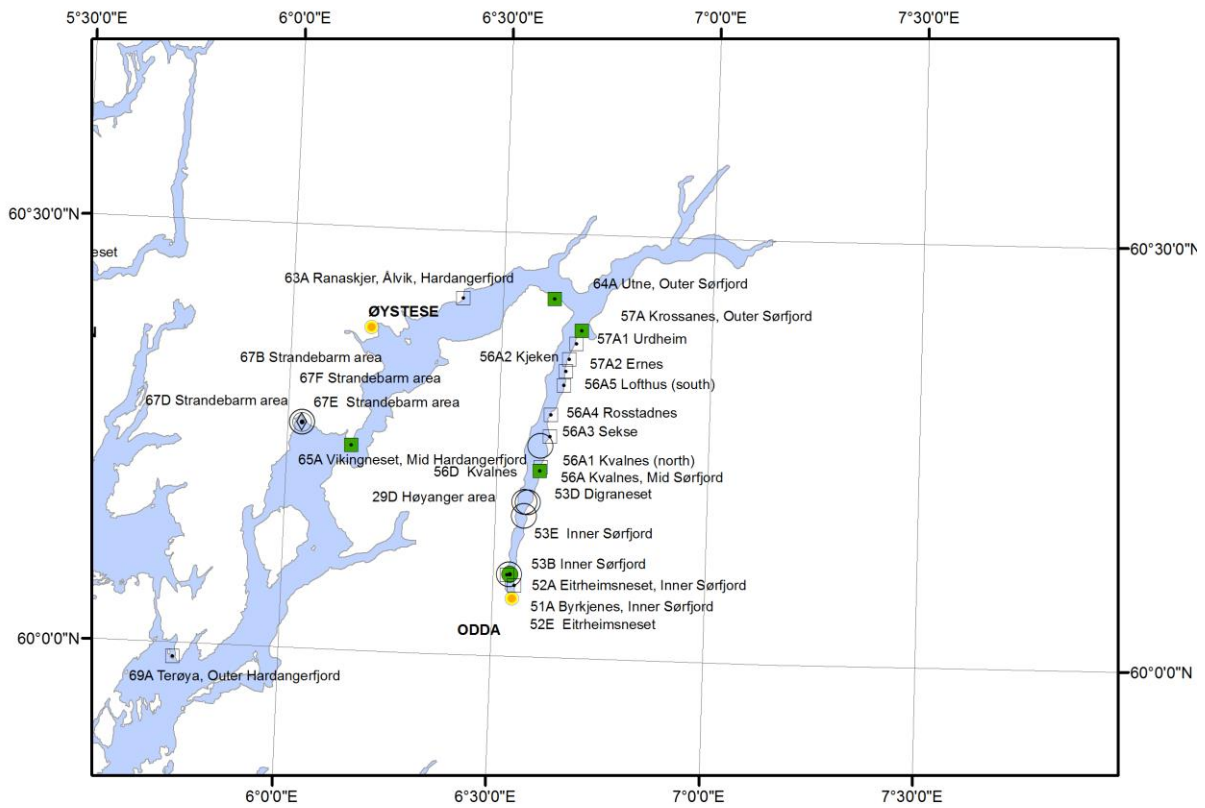 5°30'0"E 6°0'0"E 6°30'0"E 7°0'0"E 7°30'0"E
60°30'0"N
60°30'0"N
eset
63A Ranaskjer, Ålvik, Hardangerfjord
64A Utne, Outer Sørfjord
ØYSTESE
57A Krossanes, Outer Sørfjord
57A1 Urdheim
67B Strandebarm area
56A2 Kjeken
57A2 Ernes
67F Strandebarm area
56A5 Lofthus (south)
67D Strandebarm area
67E Strandebarm area
56A4 Rosstadnes
56A3 Sekse
65A Vikingneset, Mid Hardangerfjord
56A1 Kvalnes (north)
56D Kvalnes
56A Kvalnes, Mid Sørfjord
29D Høyanger area
53D Digraneset
53E Inner Sørfjord
53B Inner Sørfjord
52A Eitrheimsneset, Inner Sørfjord
51A Byrkjenes, Inner Sørfjord
ODDA
52E Eitrheimsneset
60°0'0"N
60°0'0"N
69A Terøya, Outer Hardangerfjord
6°0'0"E 6°30'0"E 7°0'0"E 7°30'0"E